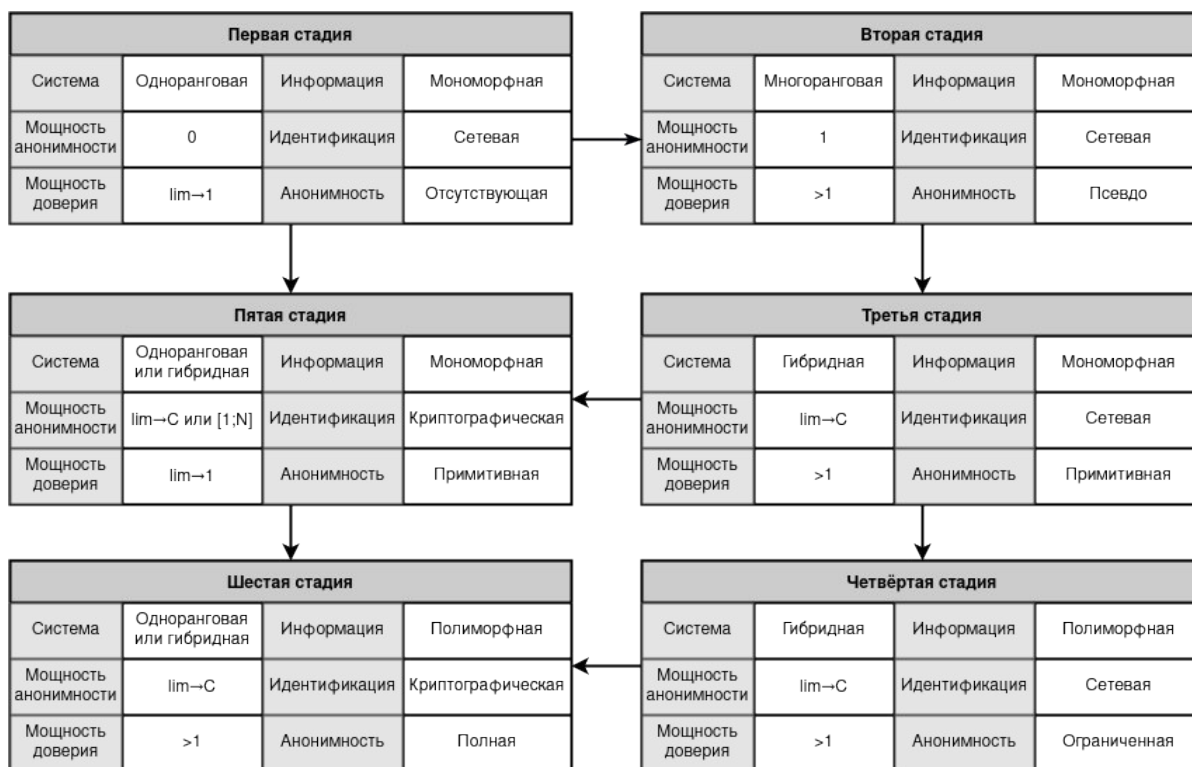 Первая стадия
Система Одноранговая Информация Мономорфная
Мощность
анонимности 0 Идентификация Сетевая
Мощность
доверия lim→1 Анонимность Отсутствующая
Вторая стадия
Система Многоранговая Информация Мономорфная
Мощность
анонимности 1 Идентификация Сетевая
Мощность
доверия >1 Анонимность Псевдо
Пятая стадия
Система Одноранговая
или гибридная Информация Мономорфная
Мощность
анонимности lim→C или [1;N] Идентификация Криптографическая
Мощность
доверия lim→1 Анонимность Примитивная
Третья стадия
Система Гибридная Информация Мономорфная
Мощность
анонимности lim→C Идентификация Сетевая
Мощность
доверия >1 Анонимность Примитивная
Шестая стадия
Система Одноранговая
или гибридная Информация Полиморфная
Мощность
анонимности lim→C Идентификация Криптографическая
Мощность
доверия >1 Анонимность Полная
Четвёртая стадия
Система Гибридная Информация Полиморфная
Мощность
анонимности lim→C Идентификация Сетевая
Мощность
доверия >1 Анонимность Ограниченная